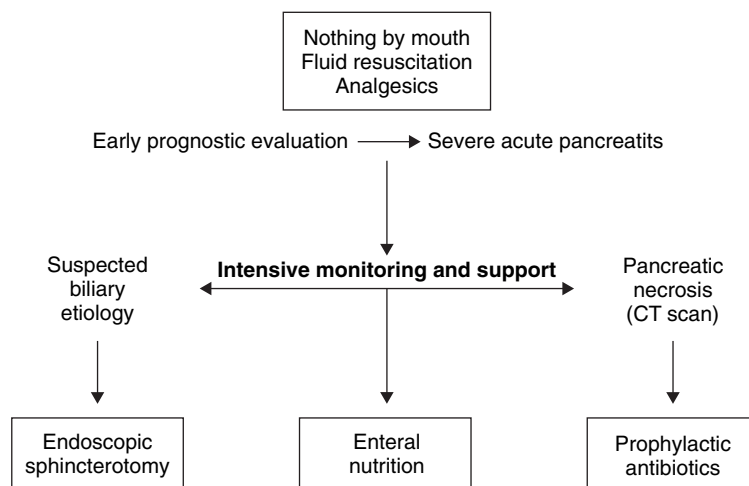 Nothing by mouth
Fluid resuscitation
Analgesics
Early prognostic evaluation
Severe acute pancreatits
Suspected
biliary
etiology
Intensive monitoring and support
Pancreatic
necrosis
(CT scan)
Endoscopic
sphincterotomy
Enteral
nutrition
Prophylactic
antibiotics